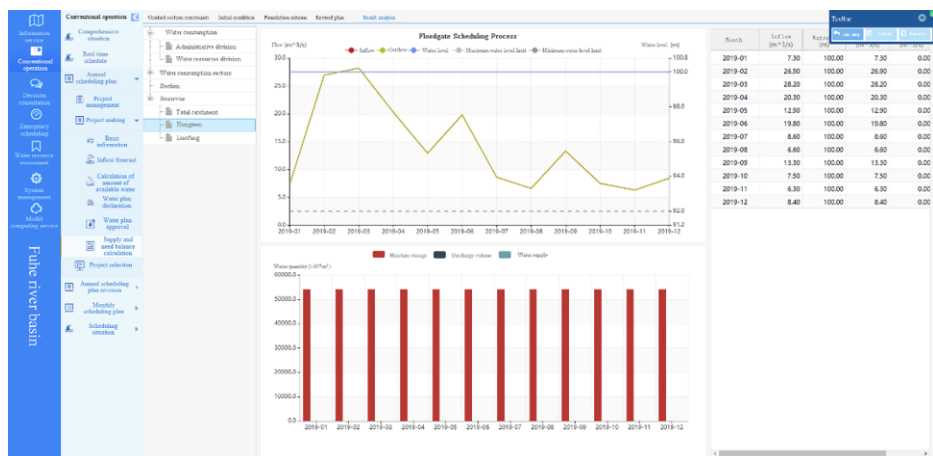 Information
service
Conventional
operation
Decision
consultation
Emergency
scheduling
Water resource
assessment
System
management
Model
computing service
Fuhe river basin
Conventional operation
Comprehensive
situation
Real time
schedule
Annual
scheduling plan
Project
management
Project making
Basic
information
Inflow forecast
Calculation of
amount of
available water
Water plan
declaration
Water plan
approval
Supply and
need balance
calculation
Project selection
Annual scheduling
plan revision
Monthly
scheduling plan
Scheduling
situation
Control section constraints Initial condition Foundation scheme Revised plan Result analysis
Water consumption
Administrative division
Water resource division
Water consumption sectors
Section
Reservoir
Total catchment
Hongmen
Liaofang
Floodgate Scheduling Process
Flow (m^3/s) Inflow Outflow Water level Maximum water level limit Minimum water level limit Water level (m)
30.0 100.8
100.0
25.0
98.0
20.0
15.0 96.0
10.0 94.0
5.0
92.0
0.0 91.2
2019-01 2019-02 2019-03 2019-04 2019-05 2019-06 2019-07 2019-08 2019-09 2019-10 2019-11 2019-12
Moisture storage Discharge volume Water supply
Water quantity (×10⁴m³)
60000.0
50000.0
40000.0
30000.0
20000.0
10000.0
0.0
2019-01 2019-02 2019-03 2019-04 2019-05 2019-06 2019-07 2019-08 2019-09 2019-10 2019-11 2019-12
Toolbar
Month Inflow
(m^3/s) (m)
2019-01 7.30 100.00 7.30 0.00
2019-02 26.90 100.00 26.90 0.00
2019-03 28.20 100.00 28.20 0.00
2019-04 20.30 100.00 20.30 0.00
2019-05 12.90 100.00 12.90 0.00
2019-06 19.80 100.00 19.80 0.00
2019-07 8.60 100.00 8.60 0.00
2019-08 6.60 100.00 6.60 0.00
2019-09 13.30 100.00 13.30 0.00
2019-10 7.50 100.00 7.50 0.00
2019-11 6.30 100.00 6.30 0.00
2019-12 8.40 100.00 8.40 0.00